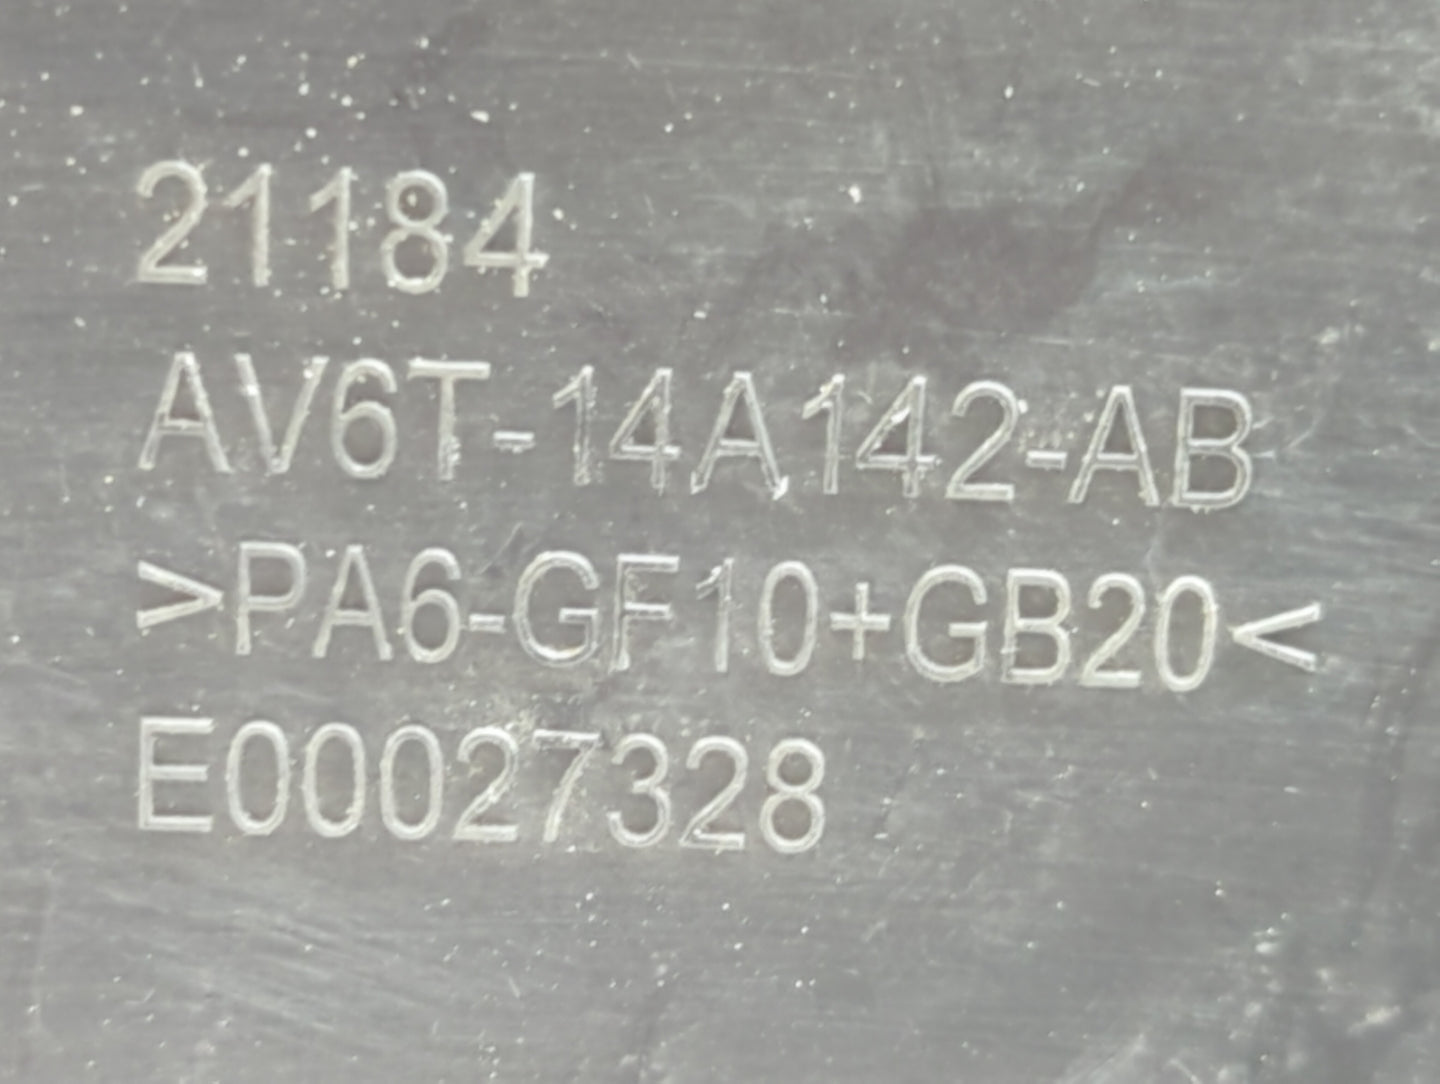 21184
AV6T-14A142-AB
>PA6-GF10+GB20<
E00027328